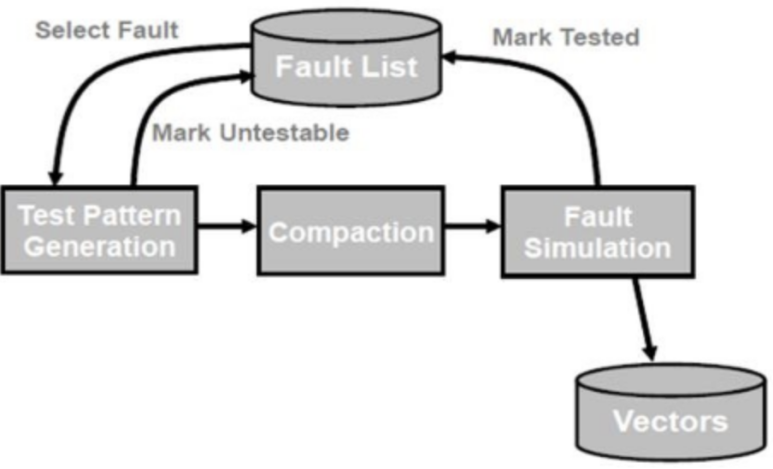 Select Fault
Fault List
Mark Tested
Mark Untestable
Test Pattern
Generation
Compaction
Fault
Simulation
Vectors